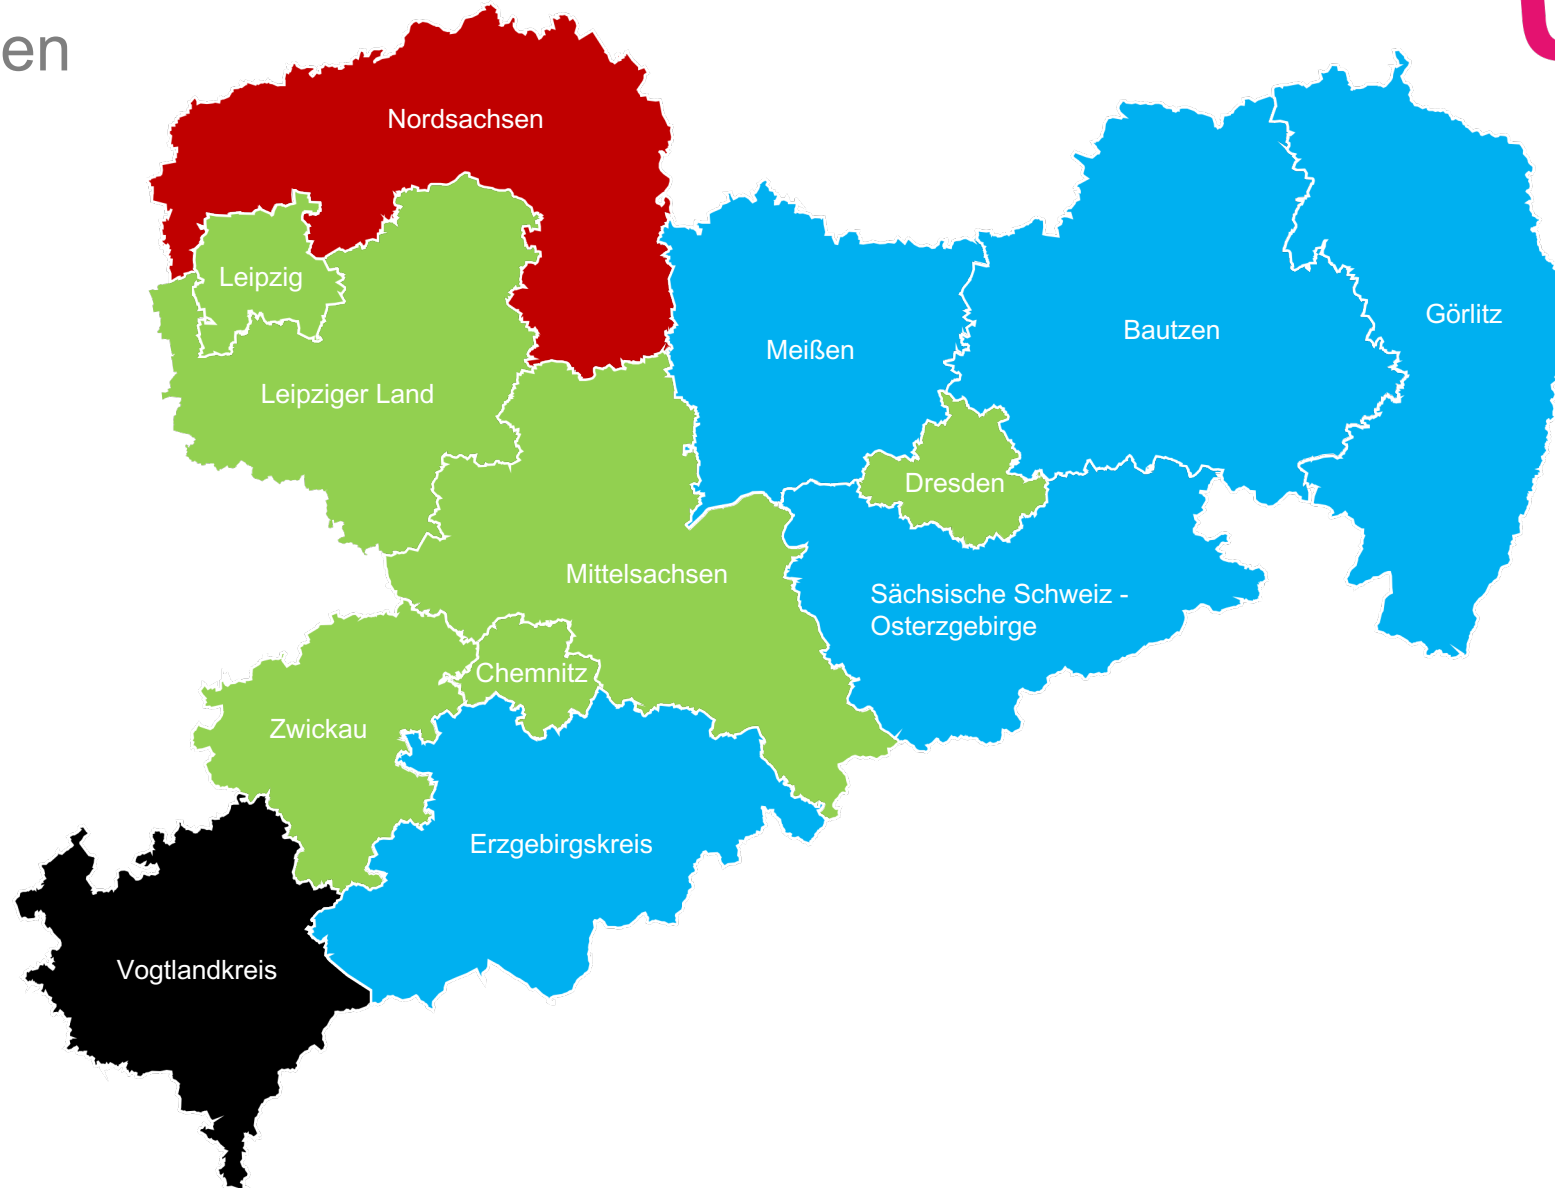 en
Nordsachsen
Leipzig
Görlitz
Bautzen
Meißen
Leipziger Land
Dresden
Mittelsachsen
Sächsische Schweiz -
Osterzgebirge
Chemnitz
Zwickau
Erzgebirgskreis
Vogtlandkreis